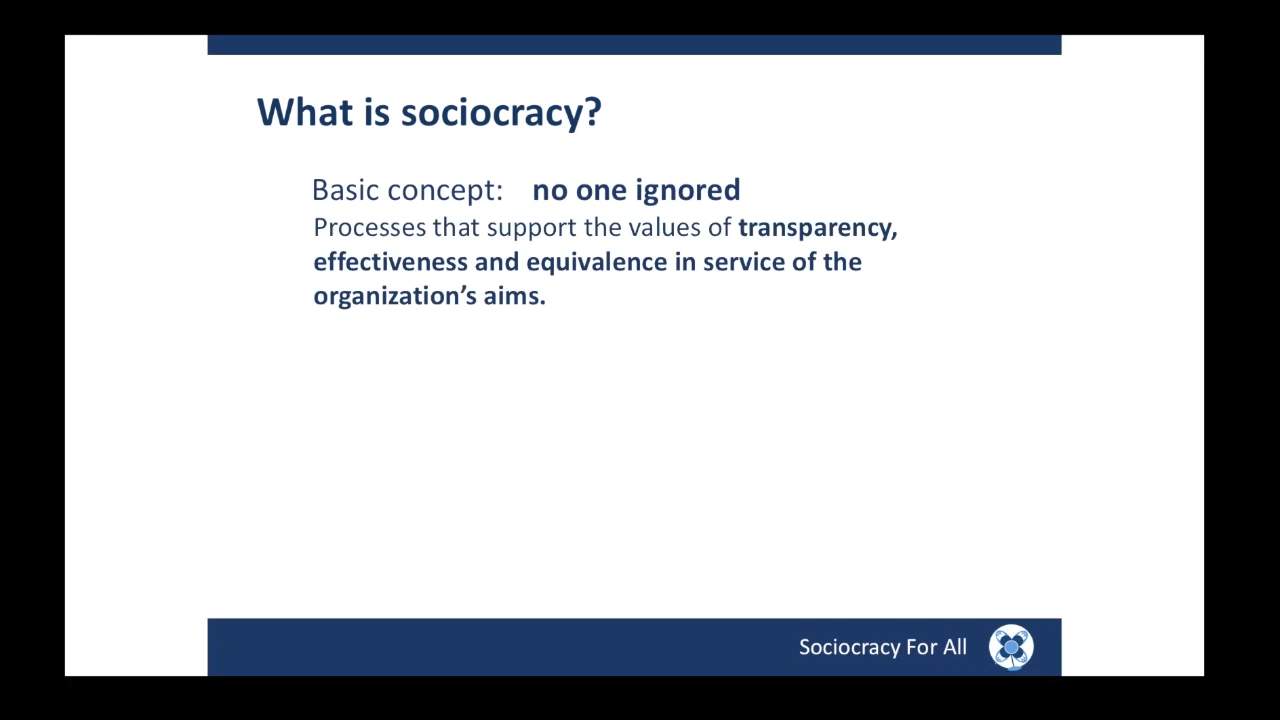 What is sociocracy?
Basic concept: no one ignored
Processes that support the values of transparency,
effectiveness and equivalence in service of the
organization’s aims.
Sociocracy For All